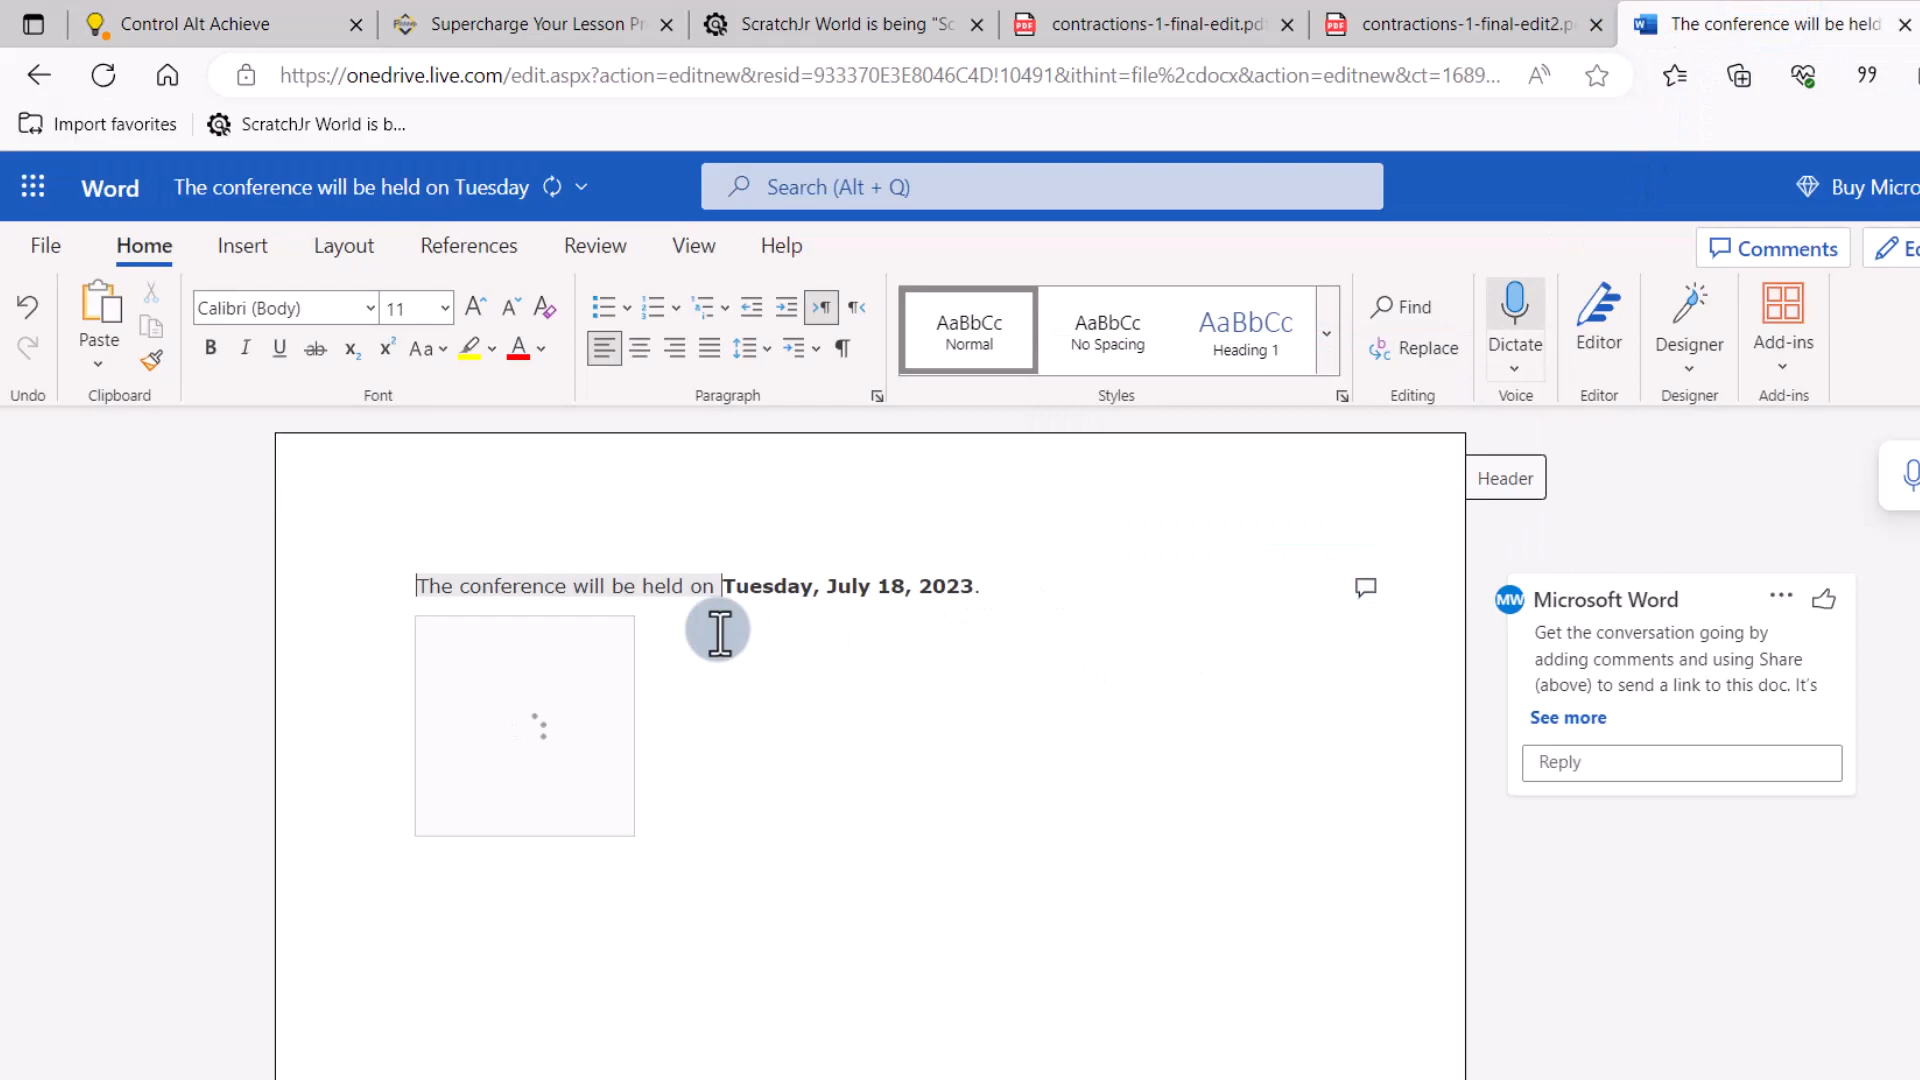 Control Alt Achieve
Supercharge Your Lesson Pr
ScratchJr World is being "Sc
contractions-1-final-edit.pdf
contractions-1-final-edit2.p
The conference will be held
https://onedrive.live.com/edit.aspx?action=editnew&resid=933370E3E8046C4D!10491&ithint=file%2cdocx&action=editnew&ct=1689...
Import favorites
ScratchJr World is b...
Word
The conference will be held on Tuesday
Search (Alt + Q)
Buy Micro
File
Home
Insert
Layout
References
Review
View
Help
Comments
Paste
Calibri (Body)
11
AaBbCc
Normal
AaBbCc
No Spacing
AaBbCc
Heading 1
Find
Replace
Dictate
Editor
Designer
Add-ins
Undo
Clipboard
Font
Paragraph
Styles
Editing
Voice
Editor
Designer
Add-ins
Header
The conference will be held on Tuesday, July 18, 2023.
MW
Microsoft Word
Get the conversation going by
adding comments and using Share
(above) to send a link to this doc. It's
See more
Reply